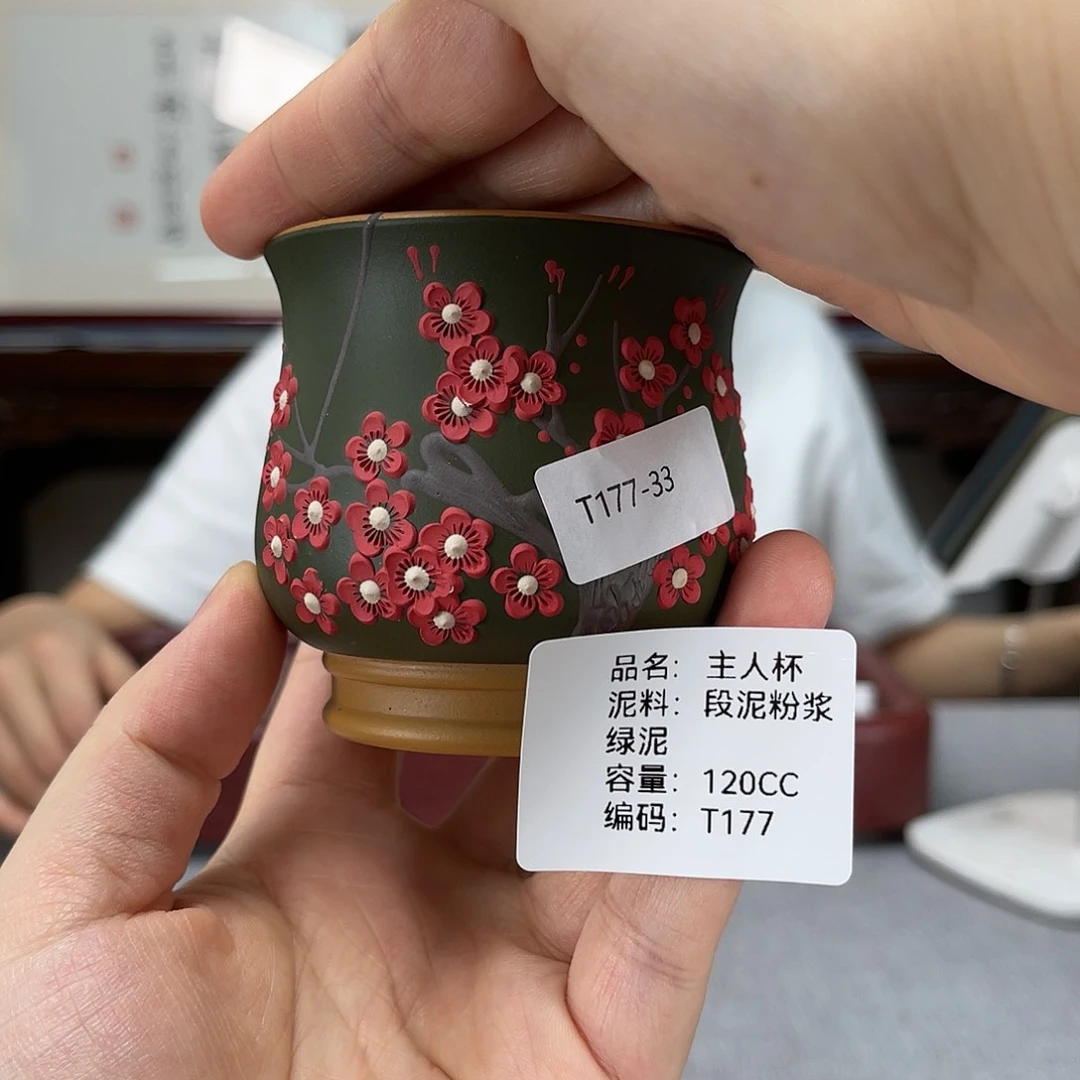 T177-33
品名： 主人杯
泥料： 段泥粉浆
绿泥
容量： 120CC
编码： T177